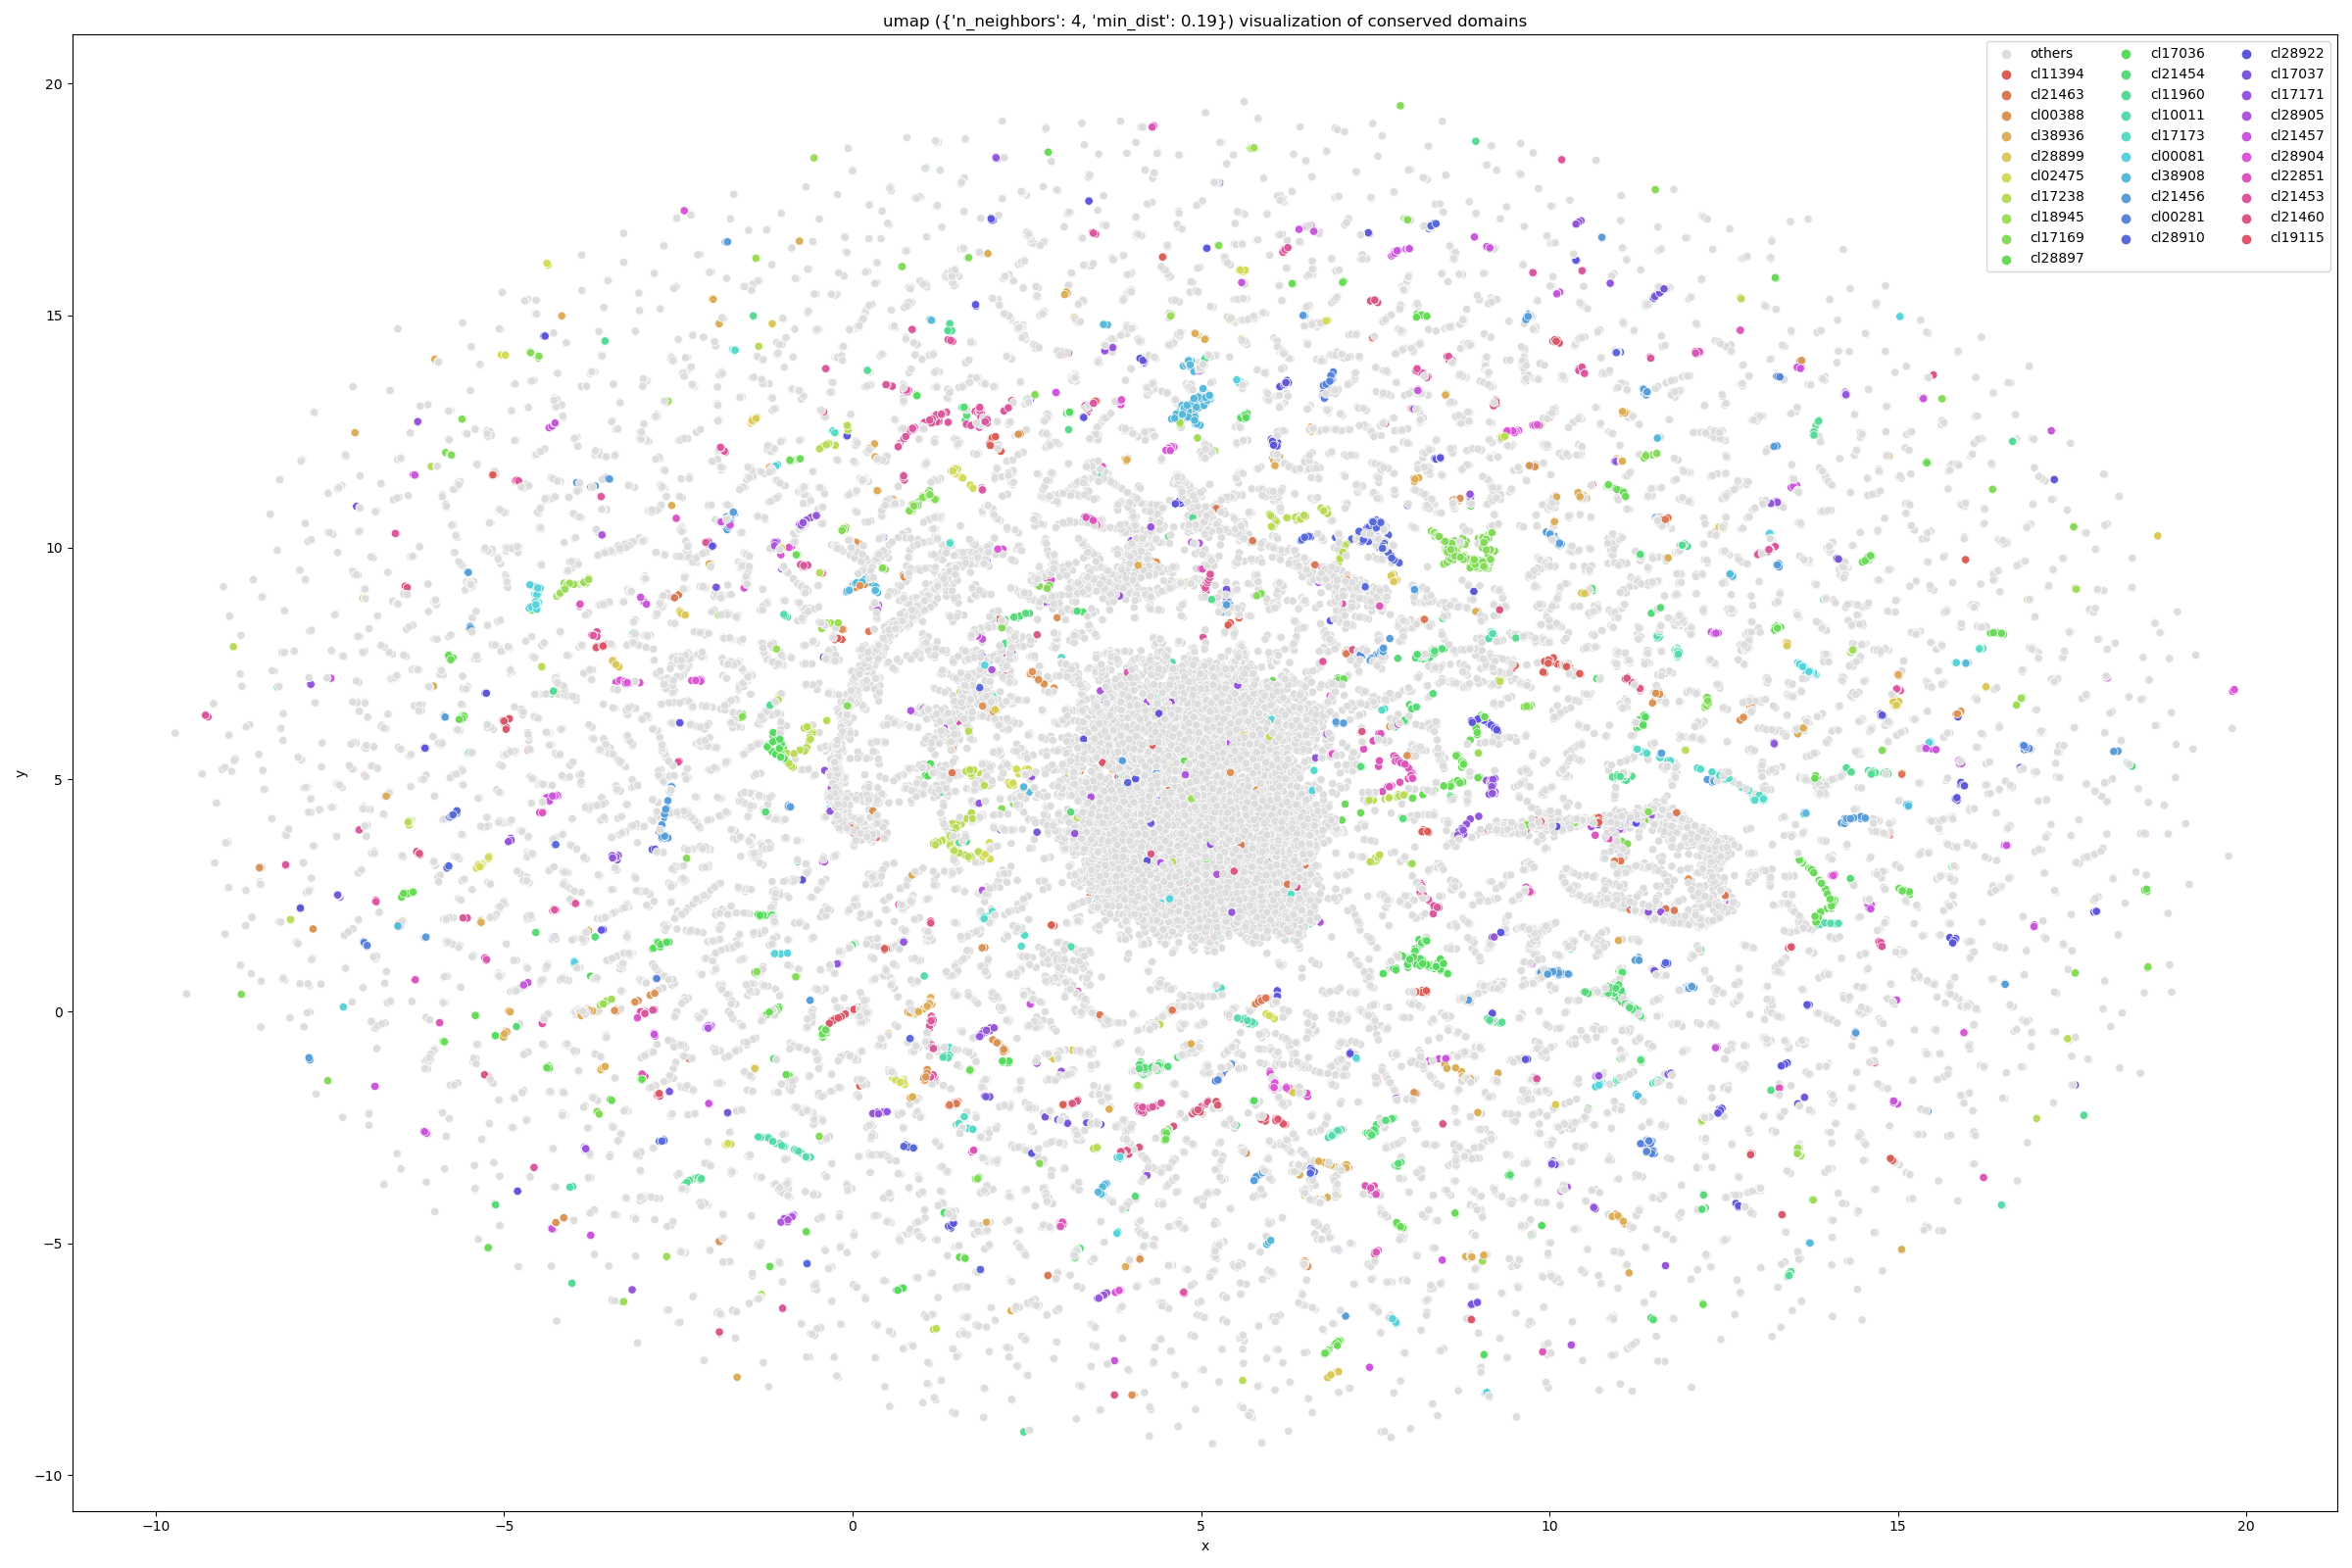 umap ({'n_neighbors': 4, 'min_dist': 0.19}) visualization of conserved domains
others
cl11394
cl21463
cl00388
cl38936
cl28899
cl02475
cl17238
cl18945
cl17169
cl28897
cl17036
cl21454
cl11960
cl10011
cl17173
cl00081
cl38908
cl21456
cl00281
cl28910
cl28922
cl17037
cl17171
cl28905
cl21457
cl28904
cl22851
cl21453
cl21460
cl19115
20
15
10
5
0
−5
−10
y
−10
−5
0
5
10
15
20
x